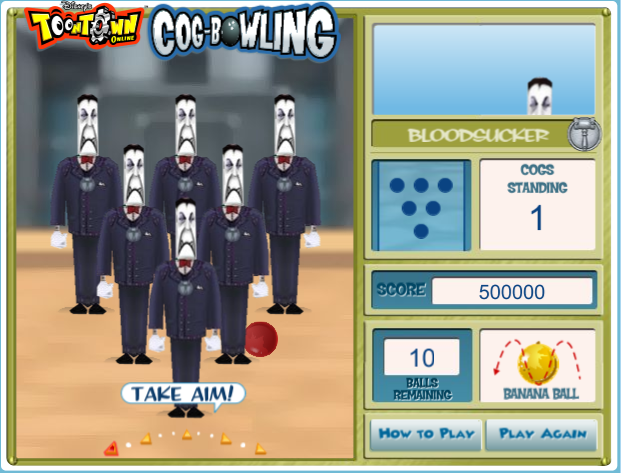 Disney's
TOONTOWN
ONLINE
COG-BOWLING
BLOODSUCKER
COGS
STANDING
1
SCORE 500000
10
BALLS
REMAINING
BANANA BALL
TAKE AIM!
HOW TO PLAY
PLAY AGAIN